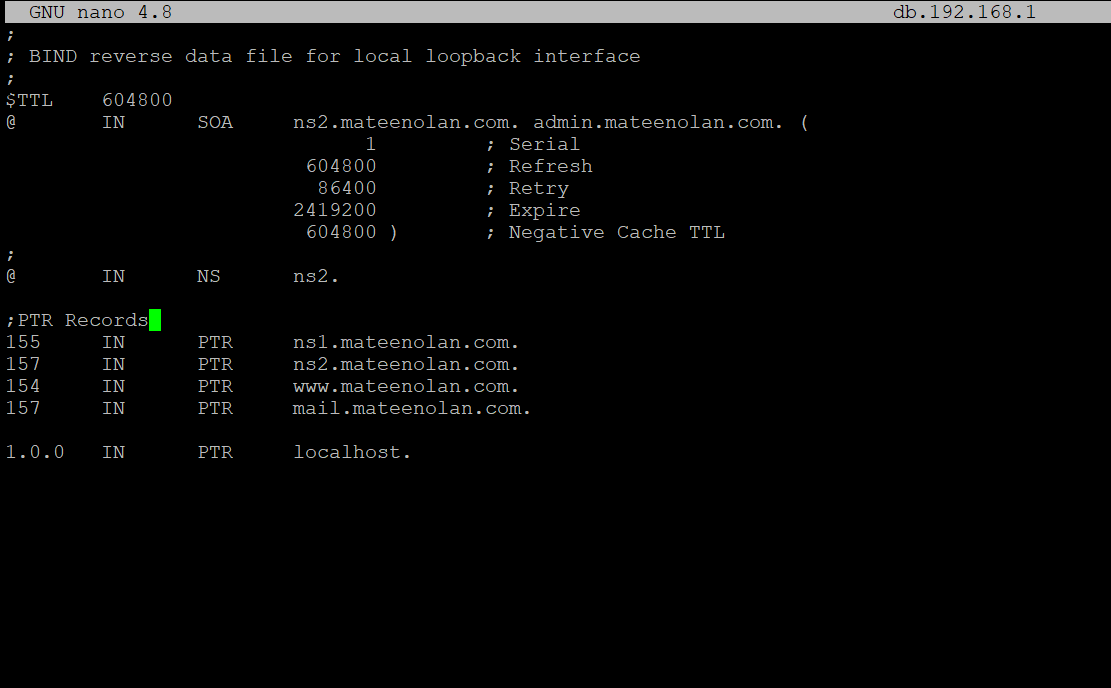 GNU nano 4.8 db.192.168.1
;
; BIND reverse data file for local loopback interface
;
$TTL 604800
@ IN SOA ns2.mateenolan.com. admin.mateenolan.com. (
1 ; Serial
604800 ; Refresh
86400 ; Retry
2419200 ; Expire
604800 ) ; Negative Cache TTL
;
@ IN NS ns2.
;PTR Records
155 IN PTR ns1.mateenolan.com.
157 IN PTR ns2.mateenolan.com.
154 IN PTR www.mateenolan.com.
157 IN PTR mail.mateenolan.com.
1.0.0 IN PTR localhost.